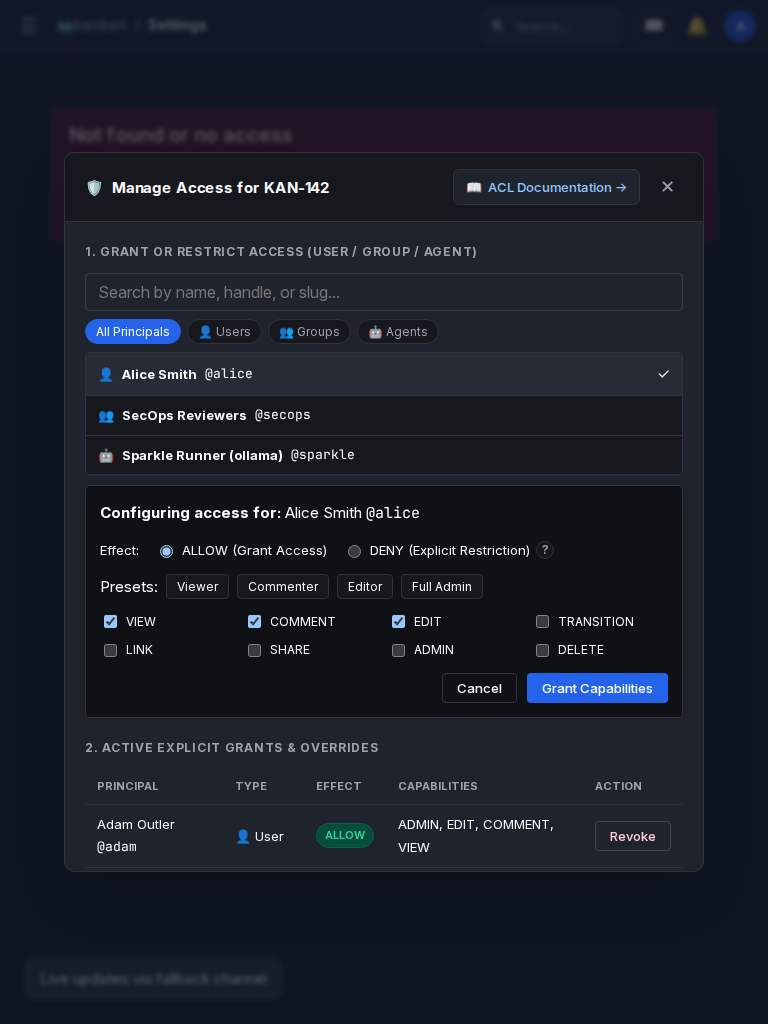 kanban / Settings
Search...
A
Not found or no access
Manage Access for KAN-142
ACL Documentation →
1. GRANT OR RESTRICT ACCESS (USER / GROUP / AGENT)
Search by name, handle, or slug...
All Principals
Users
Groups
Agents
Alice Smith @alice
SecOps Reviewers @secops
Sparkle Runner (ollama) @sparkle
Configuring access for: Alice Smith @alice
Effect: ALLOW (Grant Access) DENY (Explicit Restriction) ?
Presets: Viewer Commenter Editor Full Admin
VIEW COMMENT EDIT TRANSITION
LINK SHARE ADMIN DELETE
Cancel Grant Capabilities
2. ACTIVE EXPLICIT GRANTS & OVERRIDES
PRINCIPAL TYPE EFFECT CAPABILITIES ACTION
Adam Outler
@adam
User
ALLOW
ADMIN, EDIT, COMMENT,
VIEW
Revoke
Live updates via fallback channel